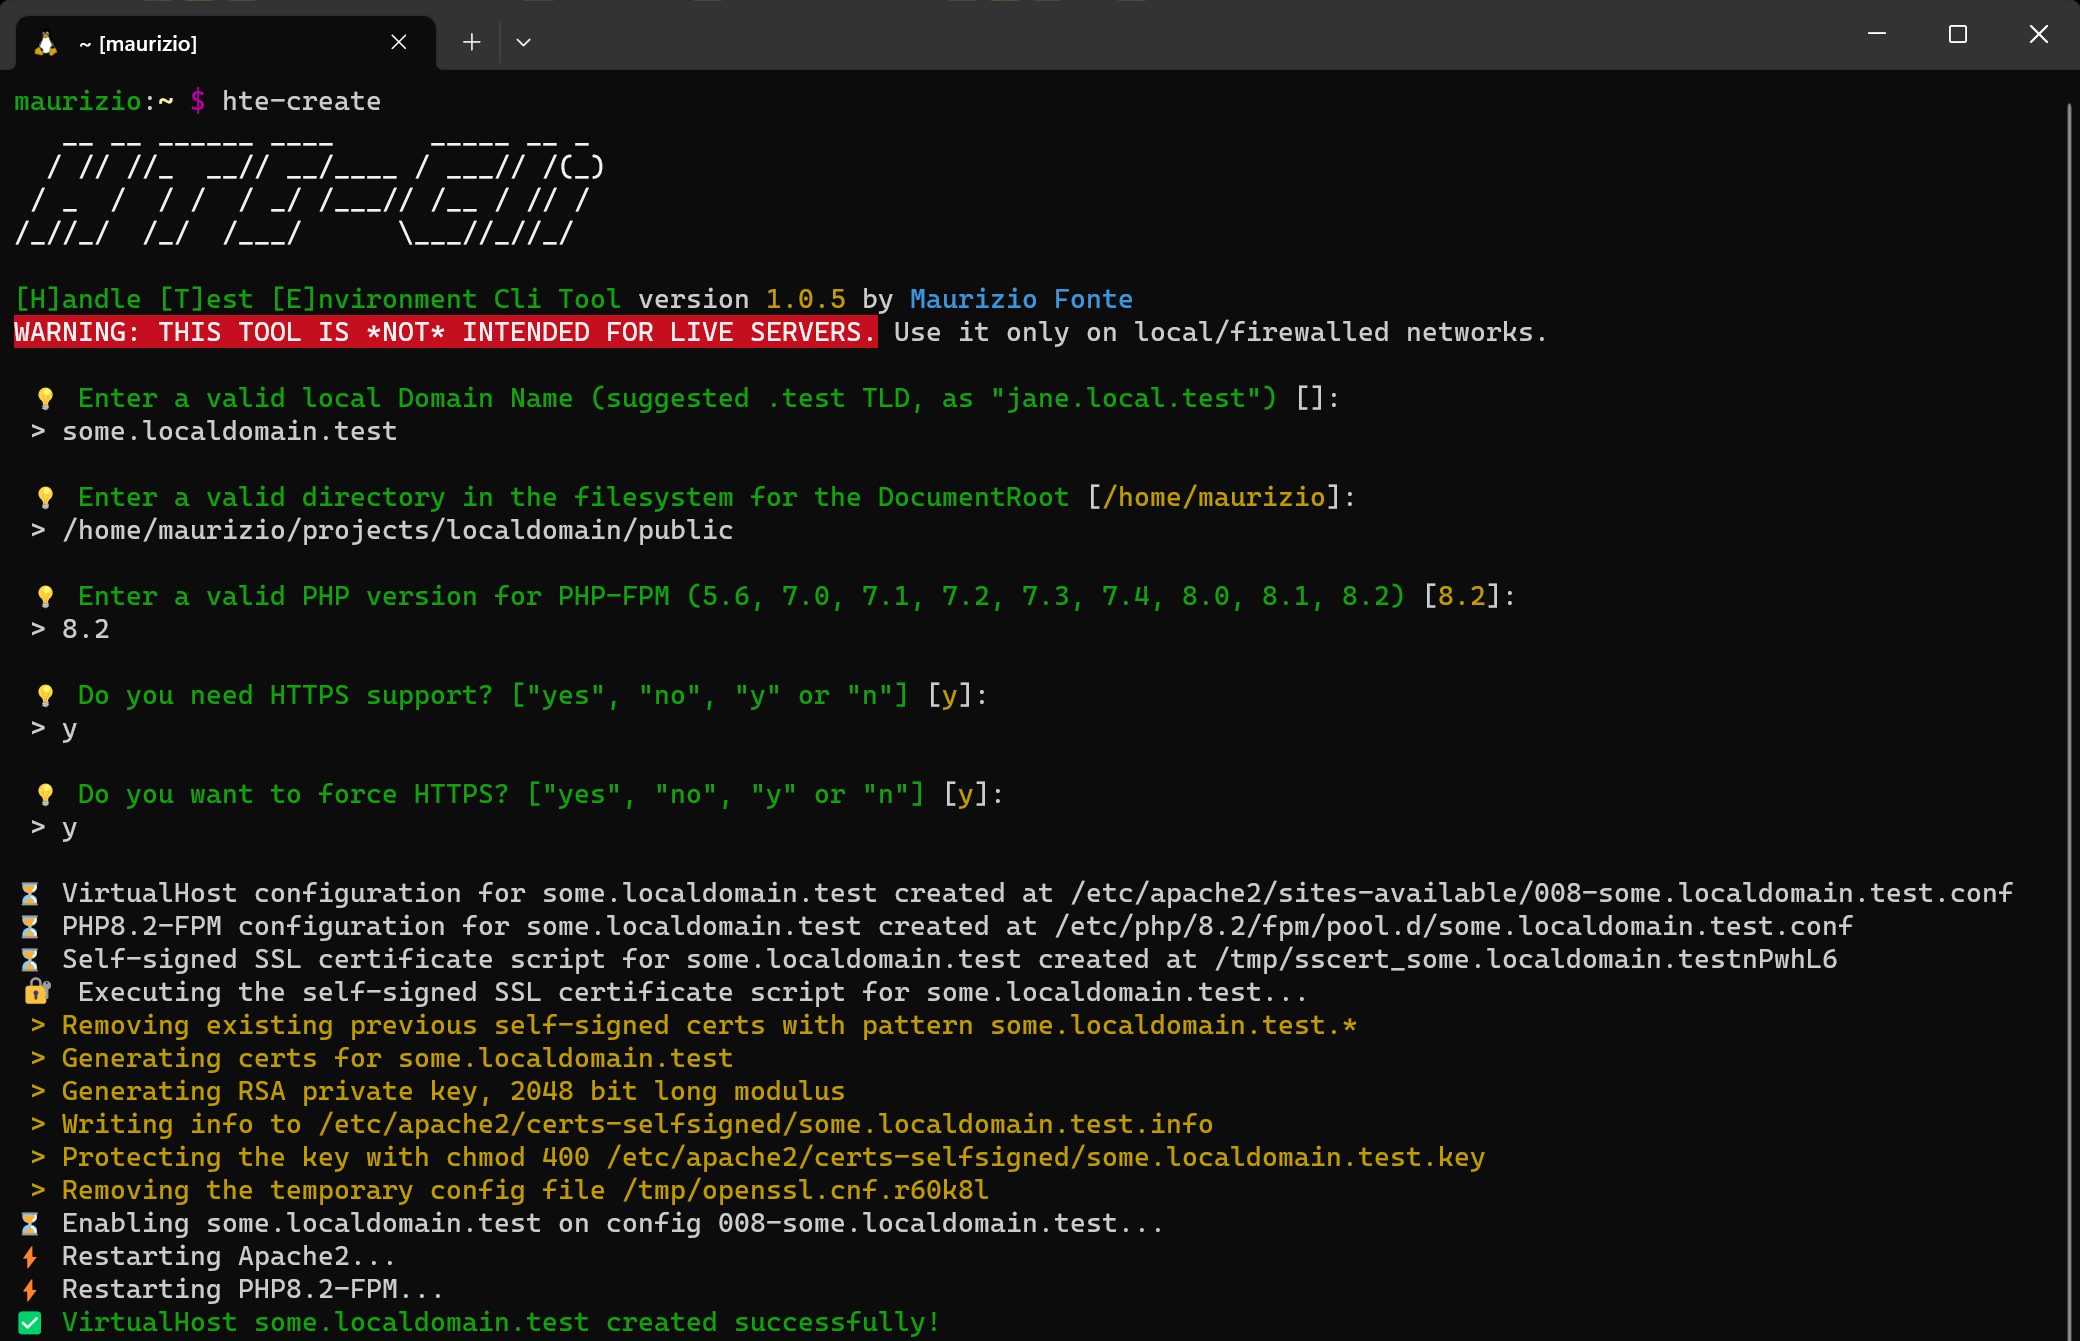 ~ [maurizio]
maurizio:~ $ hte-create
    __ __ ______ ____      _____ __ _
  / // //_  __// __/____ / ___// /(_)
 / _  /  / /  / _/ /___// /__ / // /
/_//_/  /_/  /___/      \___//_//_/
[H]andle [T]est [E]nvironment Cli Tool version 1.0.5 by Maurizio Fonte
WARNING: THIS TOOL IS *NOT* INTENDED FOR LIVE SERVERS. Use it only on local/firewalled networks.
💡 Enter a valid local Domain Name (suggested .test TLD, as "jane.local.test") []:
> some.localdomain.test
💡 Enter a valid directory in the filesystem for the DocumentRoot [/home/maurizio]:
> /home/maurizio/projects/localdomain/public
💡 Enter a valid PHP version for PHP-FPM (5.6, 7.0, 7.1, 7.2, 7.3, 7.4, 8.0, 8.1, 8.2) [8.2]:
> 8.2
💡 Do you need HTTPS support? ["yes", "no", "y" or "n"] [y]:
> y
💡 Do you want to force HTTPS? ["yes", "no", "y" or "n"] [y]:
> y
⏳ VirtualHost configuration for some.localdomain.test created at /etc/apache2/sites-available/008-some.localdomain.test.conf
⏳ PHP8.2-FPM configuration for some.localdomain.test created at /etc/php/8.2/fpm/pool.d/some.localdomain.test.conf
⏳ Self-signed SSL certificate script for some.localdomain.test created at /tmp/sscert_some.localdomain.testnPwhL6
🔐 Executing the self-signed SSL certificate script for some.localdomain.test...
> Removing existing previous self-signed certs with pattern some.localdomain.test.*
> Generating certs for some.localdomain.test
> Generating RSA private key, 2048 bit long modulus
> Writing info to /etc/apache2/certs-selfsigned/some.localdomain.test.info
> Protecting the key with chmod 400 /etc/apache2/certs-selfsigned/some.localdomain.test.key
> Removing the temporary config file /tmp/openssl.cnf.r60k8l
⏳ Enabling some.localdomain.test on config 008-some.localdomain.test...
⚡ Restarting Apache2...
⚡ Restarting PHP8.2-FPM...
✅ VirtualHost some.localdomain.test created successfully!